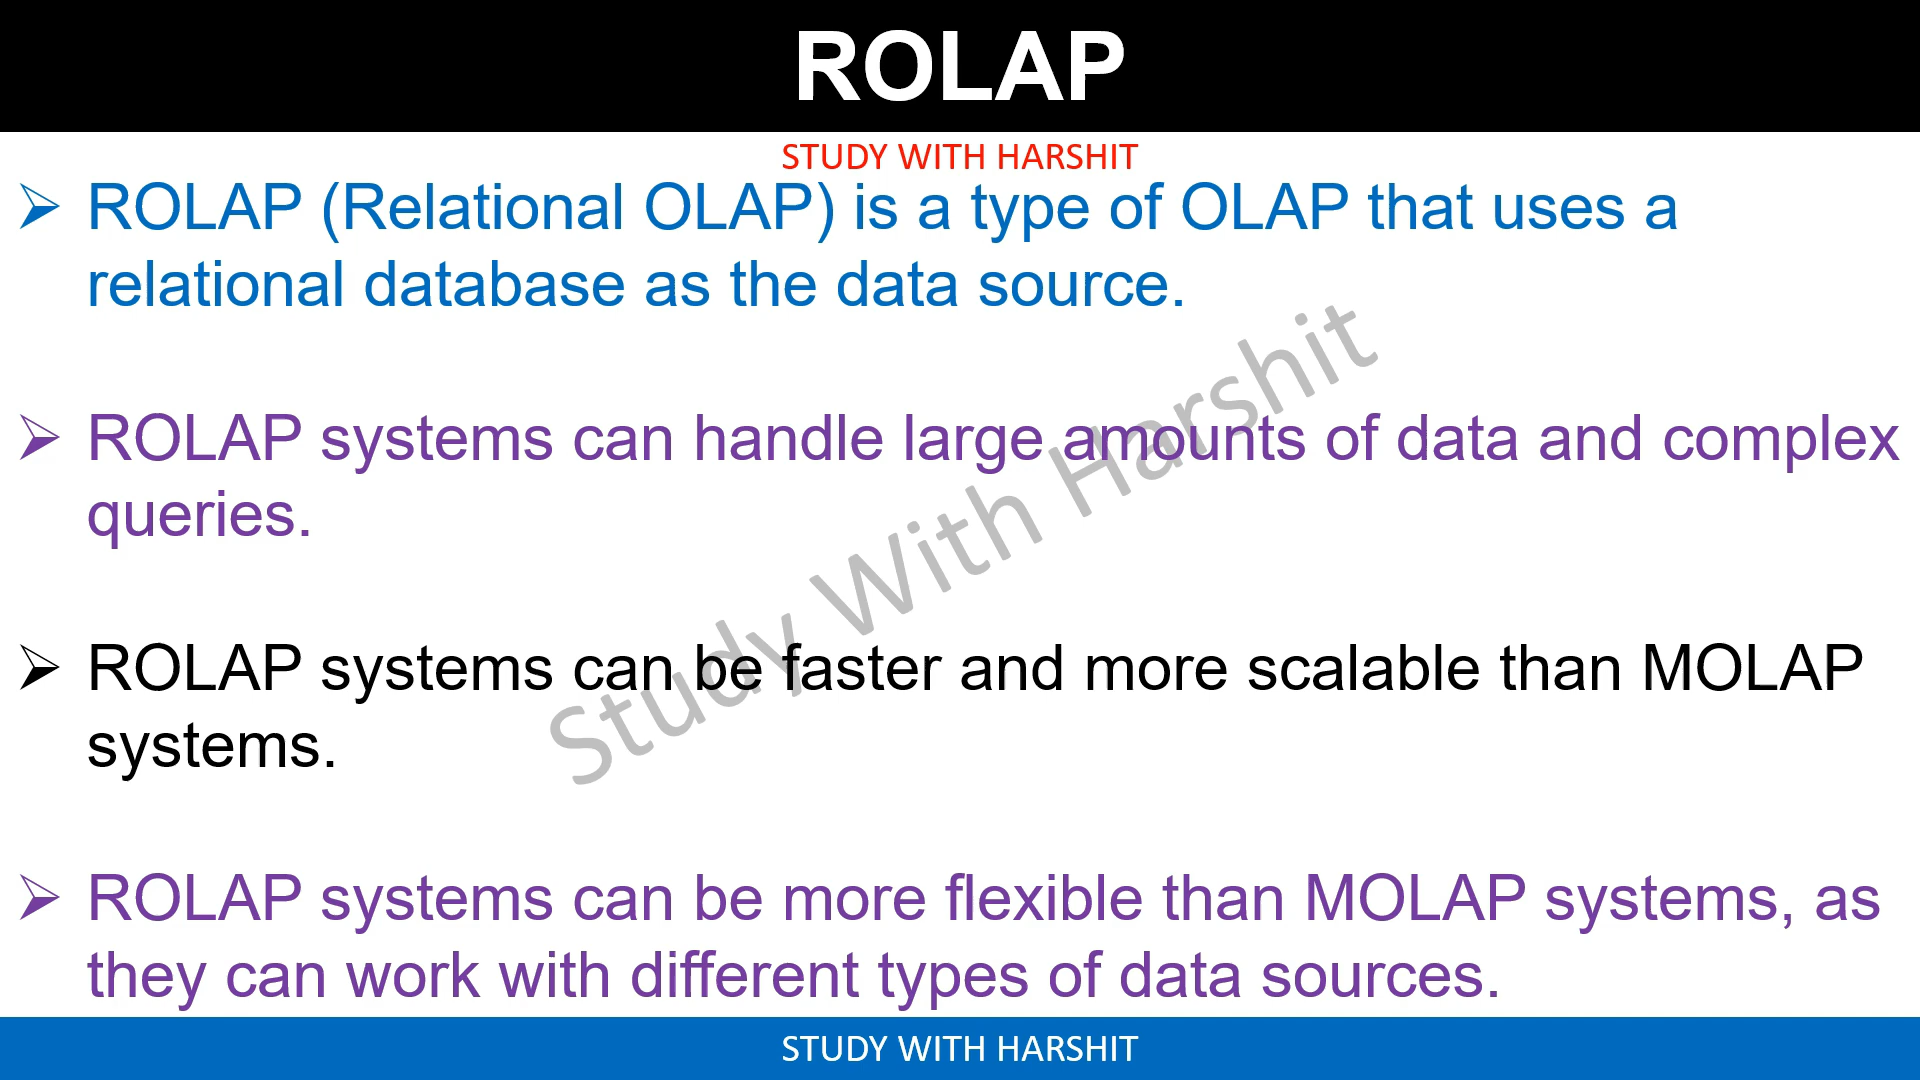 ROLAP
STUDY WITH HARSHIT
➢ ROLAP (Relational OLAP) is a type of OLAP that uses a
relational database as the data source.
➢ ROLAP systems can handle large amounts of data and complex
queries.
➢ ROLAP systems can be faster and more scalable than MOLAP
systems.
➢ ROLAP systems can be more flexible than MOLAP systems, as
they can work with different types of data sources.
Study With Harshit
STUDY WITH HARSHIT